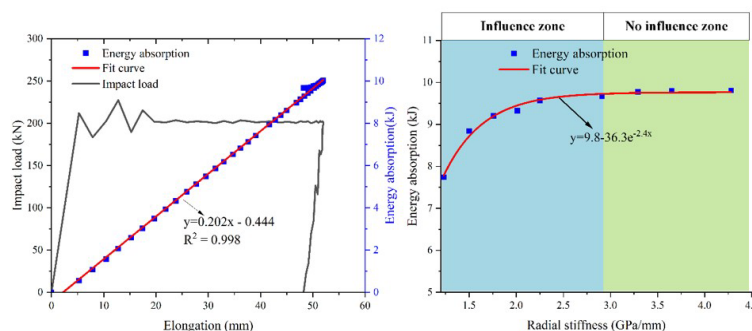 Energy absorption
Fit curve
Impact load
300
250
200
150
100
50
0
Impact load (kN)
0 10 20 30 40 50 60
Elongation (mm)
12
10
8
6
4
2
0
Energy absorption(kJ)
y=0.202x - 0.444
R² = 0.998
Influence zone No influence zone
Energy absorption
Fit curve
11
10
9
8
7
6
5
Energy absorption (kJ)
y=9.8-36.3e^-2.4x
1.5 2.0 2.5 3.0 3.5 4.0
Radial stiffness (GPa/mm)